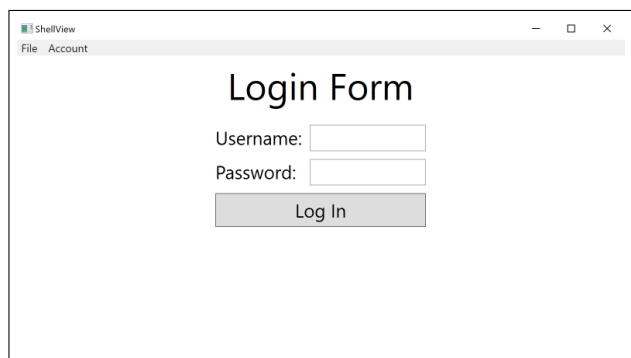 ShellView
File Account
Login Form
Username:
Password:
Log In